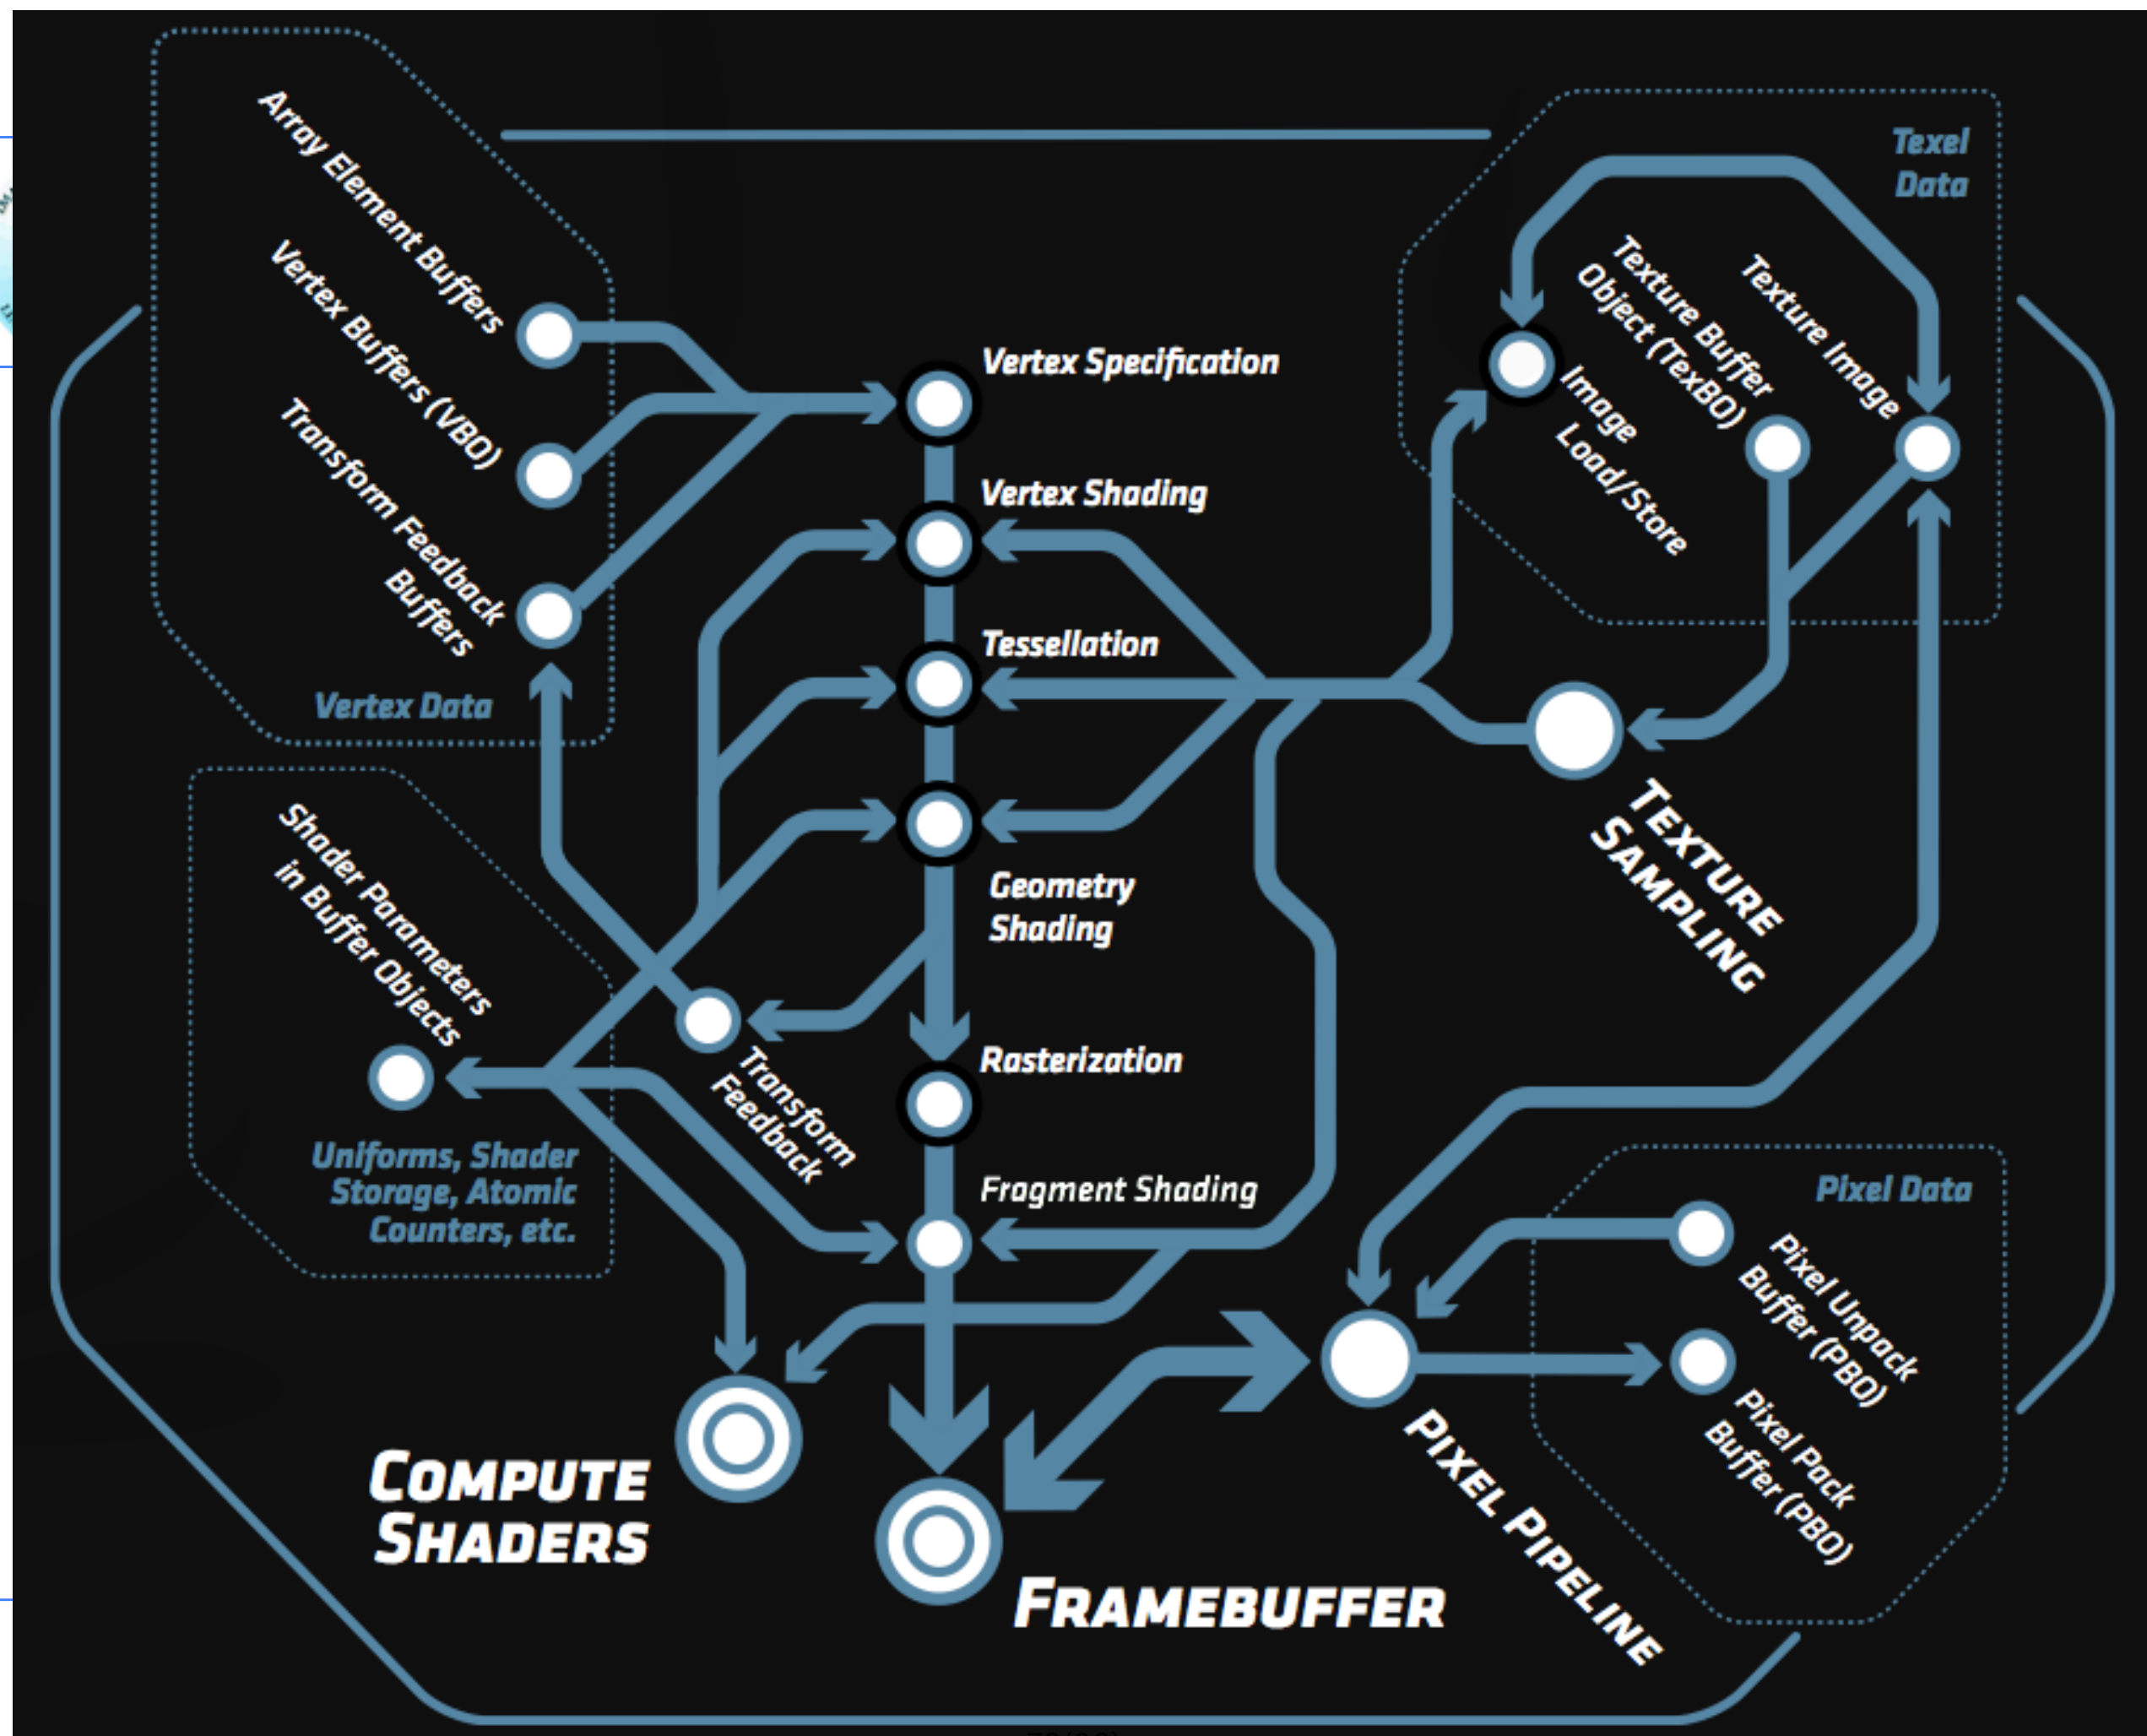 Array Element Buffers
Vertex Buffers (VBO)
Transform Feedback
Buffers
Vertex Data
Vertex Specification
Vertex Shading
Tessellation
Geometry
Shading
Rasterization
Fragment Shading
Texel
Data
Texture Image
Texture Buffer
Object (TexBO)
Image
Load/Store
TEXTURE
SAMPLING
Shader Parameters
in Buffer Objects
Uniforms, Shader
Storage, Atomic
Counters, etc.
Transform
Feedback
Pixel Data
Pixel Unpack
Buffer (PBO)
Pixel Pack
Buffer (PBO)
PIXEL PIPELINE
COMPUTE
SHADERS
FRAMEBUFFER